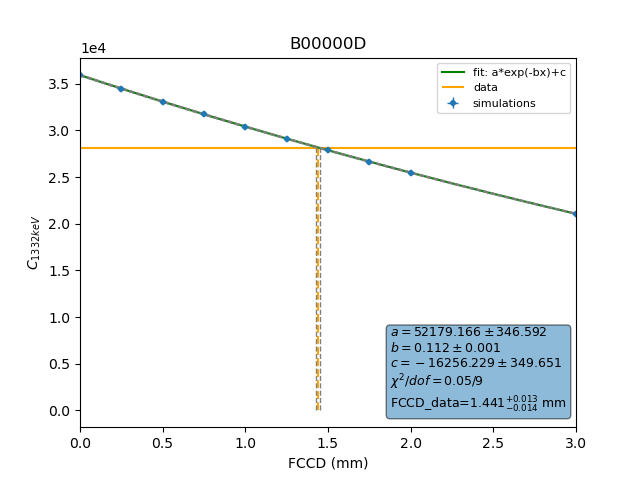 B00000D
1e4
fit: a*exp(-bx)+c
data
simulations
3.5
3.0
2.5
2.0
1.5
1.0
0.5
0.0
C_{1332keV}
a = 52179.166 ± 346.592
b = 0.112 ± 0.001
c = −16256.229 ± 349.651
χ²/dof = 0.05/9
FCCD_data=1.441^{+0.013}_{−0.014} mm
0.0 0.5 1.0 1.5 2.0 2.5 3.0
FCCD (mm)